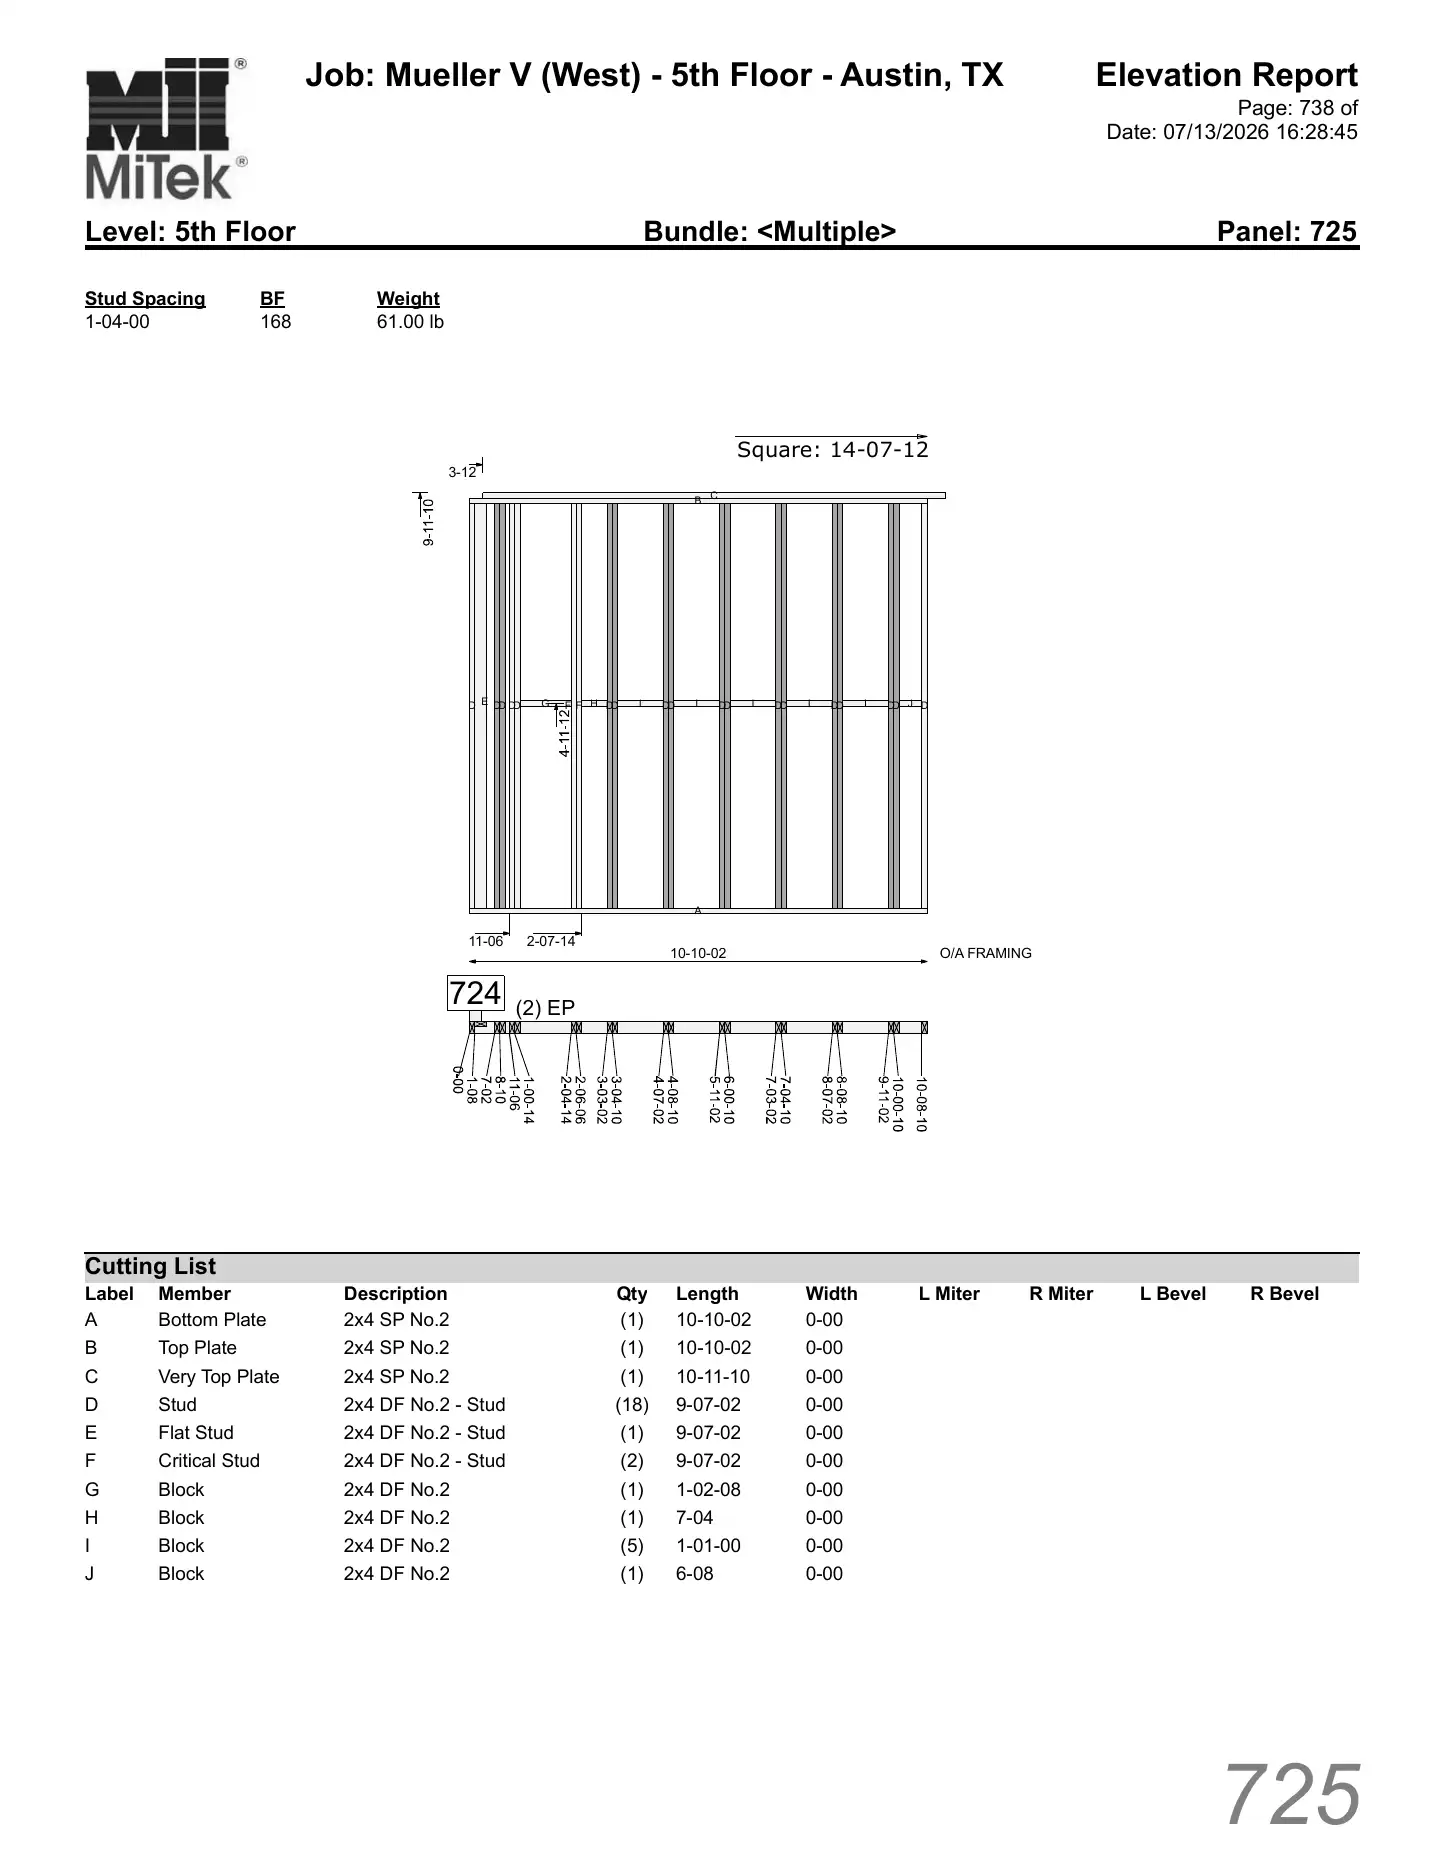 Job: Mueller V (West) - 5th Floor - Austin, TX
Elevation Report
Page: 738 of
Date: 07/13/2026 16:28:45
MiTek®
Level: 5th Floor Bundle: <Multiple> Panel: 725
Stud Spacing BF Weight
1-04-00 168 61.00 lb
Square: 14-07-12
3-12
9-11-10
C
B
E G H I I I I I J
4-11-12
A
11-06 2-07-14
10-10-02 O/A FRAMING
724
(2) EP
0-00 1-08 7-02 8-10 11-06 1-00-14 2-04-14 2-06-06 3-03-02 3-04-10 4-07-02 4-08-10 5-11-02 6-00-10 7-03-02 7-04-10 8-07-02 8-08-10 9-11-02 10-00-10 10-08-10
Cutting List
Label Member Description Qty Length Width L Miter R Miter L Bevel R Bevel
A Bottom Plate 2x4 SP No.2 (1) 10-10-02 0-00
B Top Plate 2x4 SP No.2 (1) 10-10-02 0-00
C Very Top Plate 2x4 SP No.2 (1) 10-11-10 0-00
D Stud 2x4 DF No.2 - Stud (18) 9-07-02 0-00
E Flat Stud 2x4 DF No.2 - Stud (1) 9-07-02 0-00
F Critical Stud 2x4 DF No.2 - Stud (2) 9-07-02 0-00
G Block 2x4 DF No.2 (1) 1-02-08 0-00
H Block 2x4 DF No.2 (1) 7-04 0-00
I Block 2x4 DF No.2 (5) 1-01-00 0-00
J Block 2x4 DF No.2 (1) 6-08 0-00
725